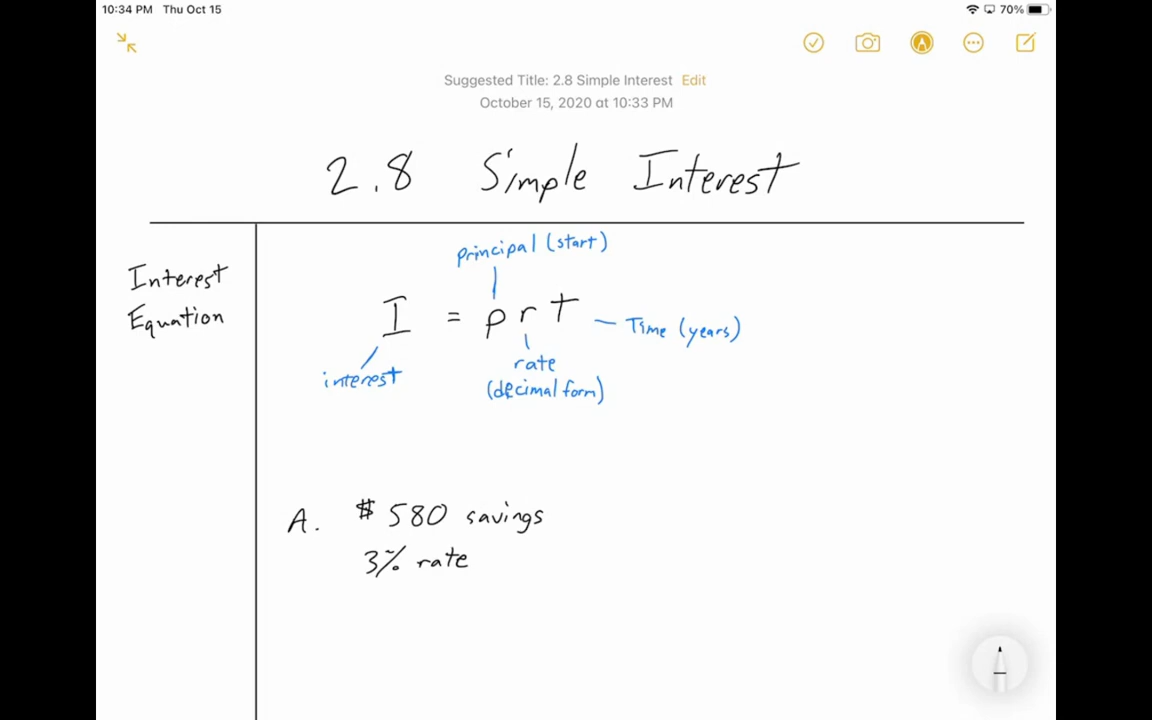 10:34 PM Thu Oct 15
70%
Suggested Title: 2.8 Simple Interest Edit
October 15, 2020 at 10:33 PM
2.8 Simple Interest
Interest
Equation
principal (start)
I = prt
Time (years)
interest
rate
(decimal form)
A. $580 savings
3% rate